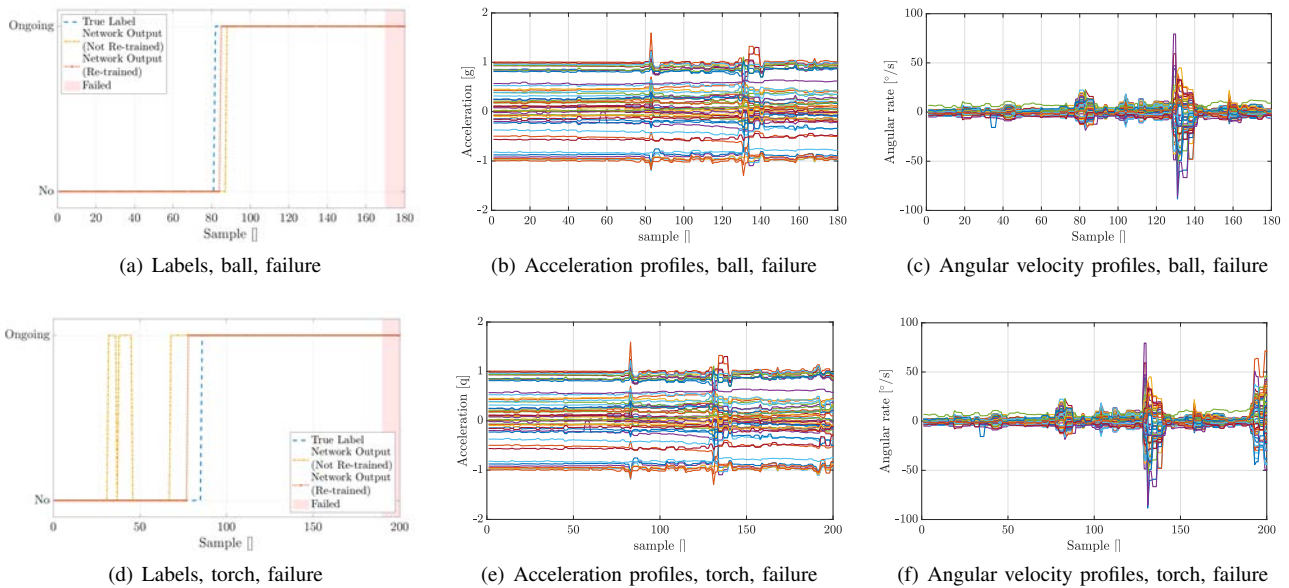 Ongoing
No
True Label
Network Output
(Not Re-trained)
Network Output
(Re-trained)
Failed
0 20 40 60 80 100 120 140 160 180
Sample []
(a) Labels, ball, failure
Acceleration [g]
2
1
0
-1
-2
0 20 40 60 80 100 120 140 160 180
sample []
(b) Acceleration profiles, ball, failure
Angular rate [°/s]
100
50
0
-50
-100
0 20 40 60 80 100 120 140 160 180
Sample []
(c) Angular velocity profiles, ball, failure
Ongoing
No
True Label
Network Output
(Not Re-trained)
Network Output
(Re-trained)
Failed
0 50 100 150 200
Sample []
(d) Labels, torch, failure
Acceleration [g]
2
1
0
-1
-2
0 50 100 150 200
sample []
(e) Acceleration profiles, torch, failure
Angular rate [°/s]
100
50
0
-50
-100
0 50 100 150 200
Sample []
(f) Angular velocity profiles, torch, failure